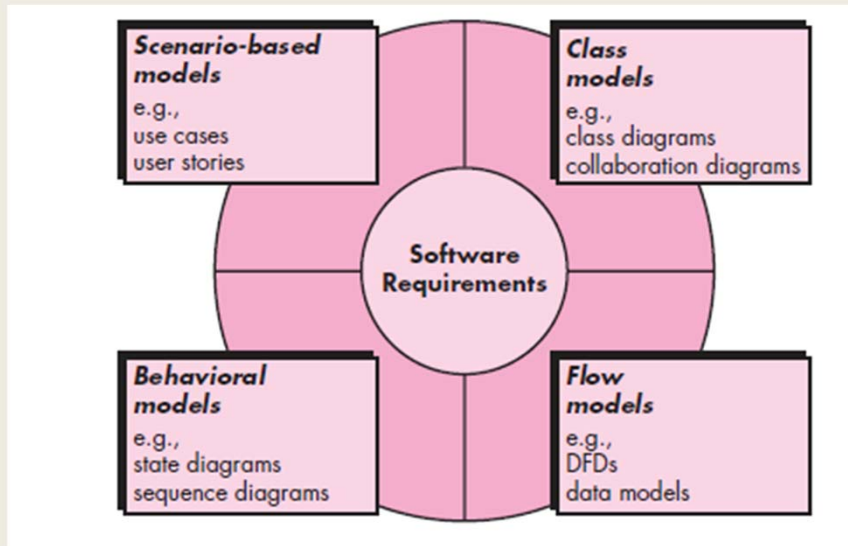 Scenario-based
models
e.g.,
use cases
user stories
Class
models
e.g.,
class diagrams
collaboration diagrams
Software
Requirements
Behavioral
models
e.g.,
state diagrams
sequence diagrams
Flow
models
e.g.,
DFDs
data models